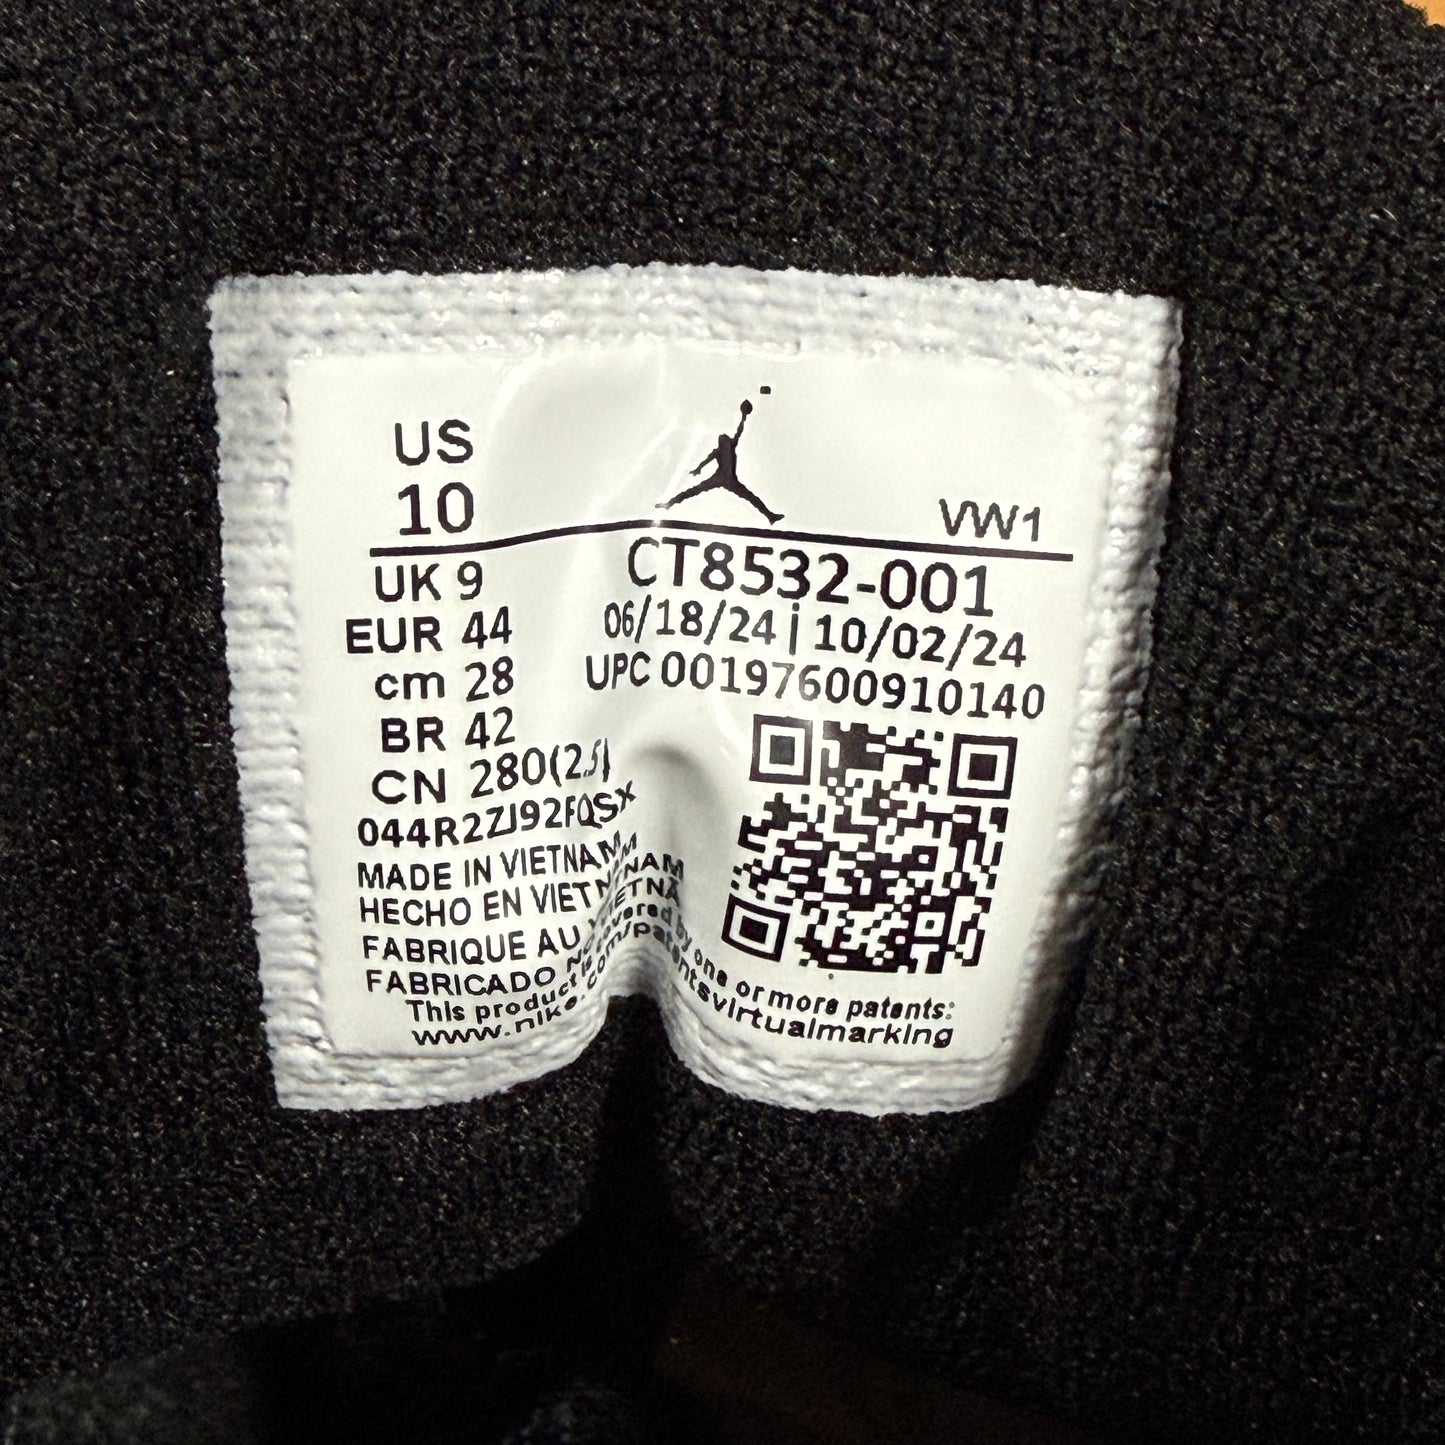 US
10
VW1
UK 9
CT8532-001
EUR 44
06/18/24 | 10/02/24
cm 28
UPC 00197600910140
BR 42
CN 280(2.5)
044R2ZJ92FQSX
MADE IN VIETNAM
HECHO EN VIETNAM
FABRIQUE AU VIETNAM
FABRICADO NO
This product is covered by one or more patents:
www.nike.com/patentsvirtualmarking